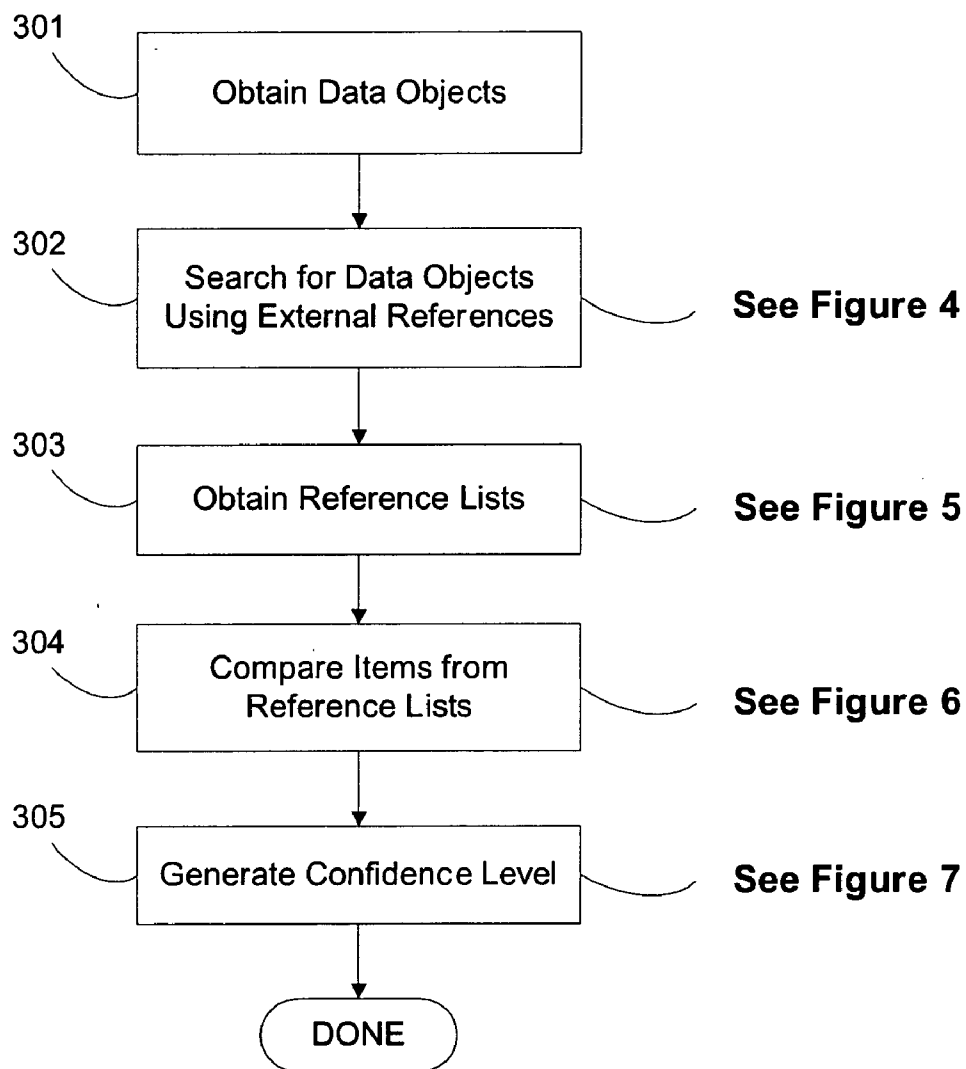 301
Obtain Data Objects
302
Search for Data Objects
Using External References
See Figure 4
303
Obtain Reference Lists
See Figure 5
304
Compare Items from
Reference Lists
See Figure 6
305
Generate Confidence Level
See Figure 7
DONE